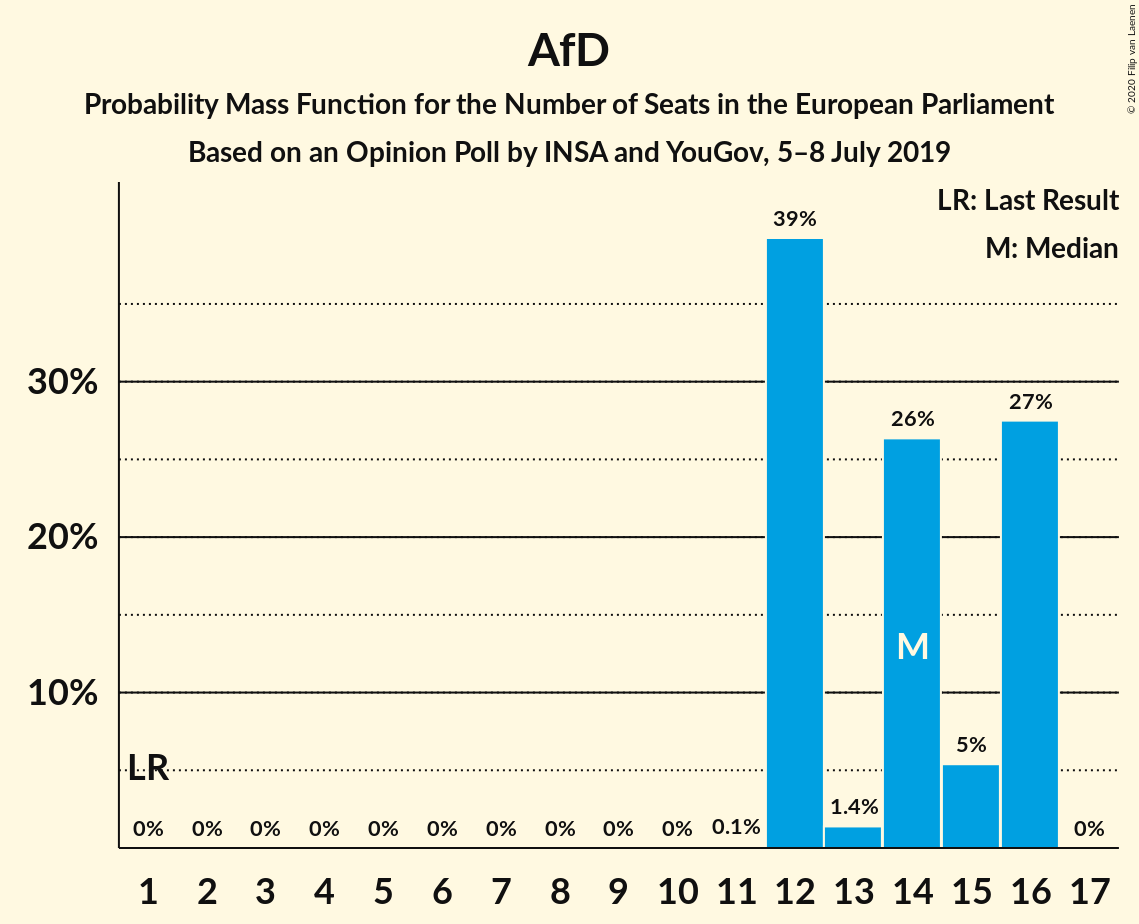 AfD
Probability Mass Function for the Number of Seats in the European Parliament
Based on an Opinion Poll by INSA and YouGov, 5–8 July 2019
© 2020 Filip van Laenen
LR: Last Result
M: Median
30%
20%
10%
LR
0% 0% 0% 0% 0% 0% 0% 0% 0% 0% 0.1% 39% 1.4% 26% 5% 27% 0%
M
1 2 3 4 5 6 7 8 9 10 11 12 13 14 15 16 17